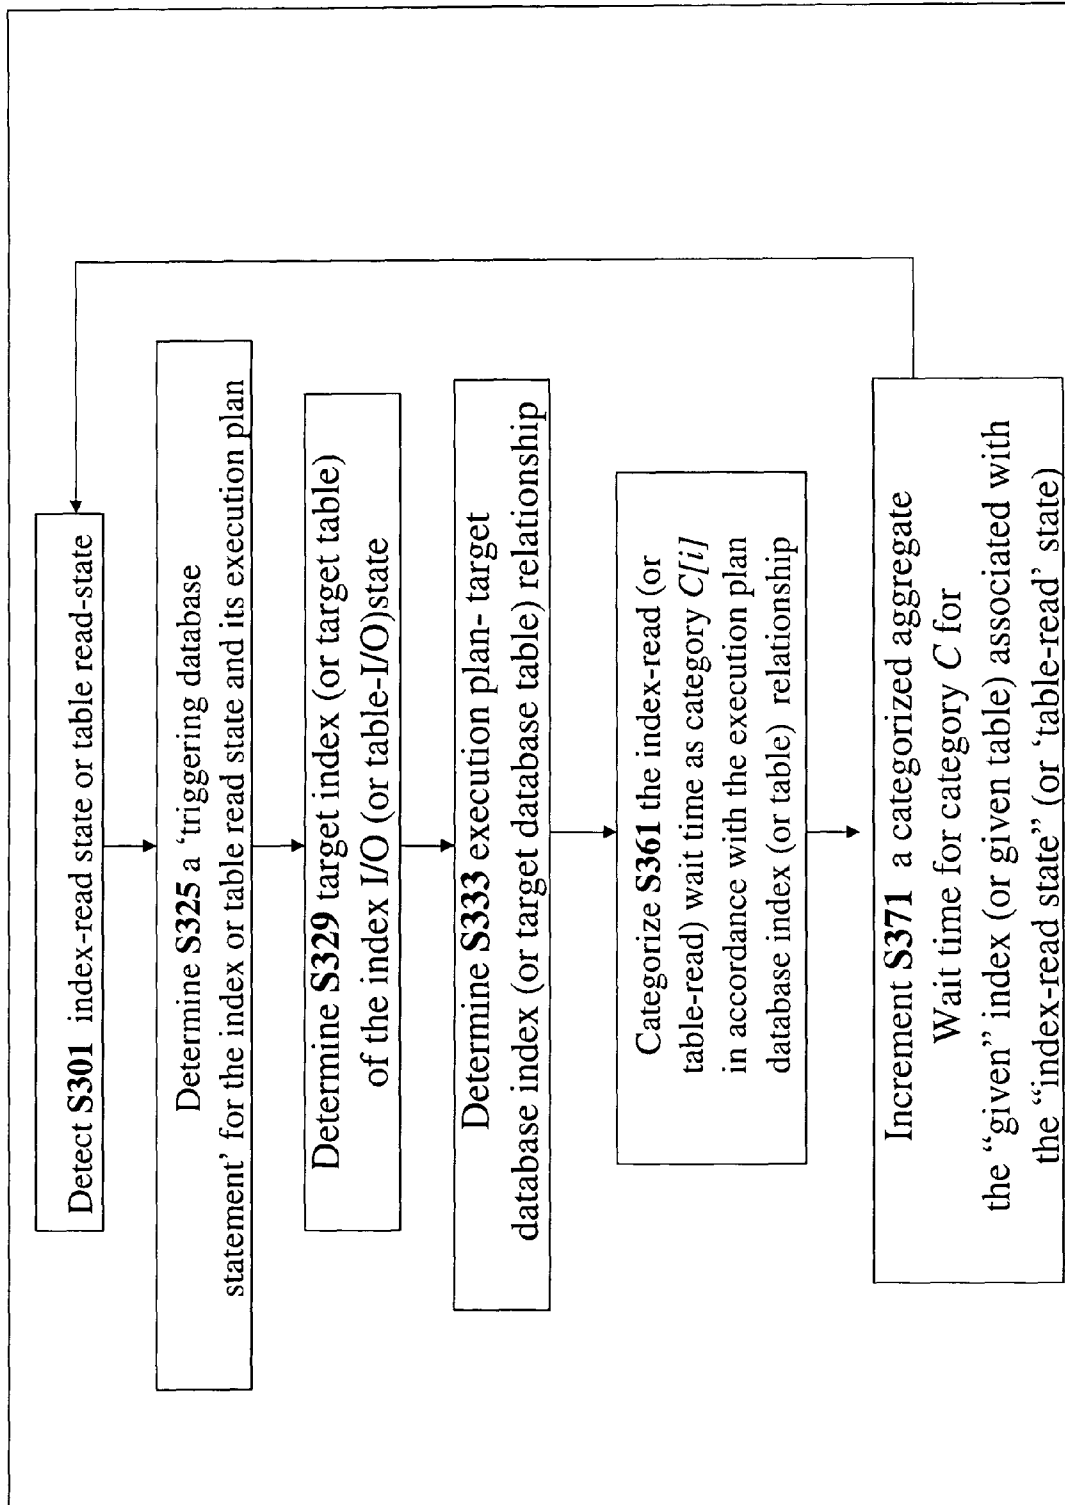 Detect S301 index-read state or table read-state
Determine S325 a ‘triggering database
statement’ for the index or table read state and its execution plan
Determine S329 target index (or target table)
of the index I/O (or table-I/O)state
Determine S333 execution plan- target
database index (or target database table) relationship
Categorize S361 the index-read (or
table-read) wait time as category C[i]
in accordance with the execution plan
database index (or table) relationship
Increment S371 a categorized aggregate
Wait time for category C for
the “given” index (or given table) associated with
the “index-read state” (or ‘table-read’ state)